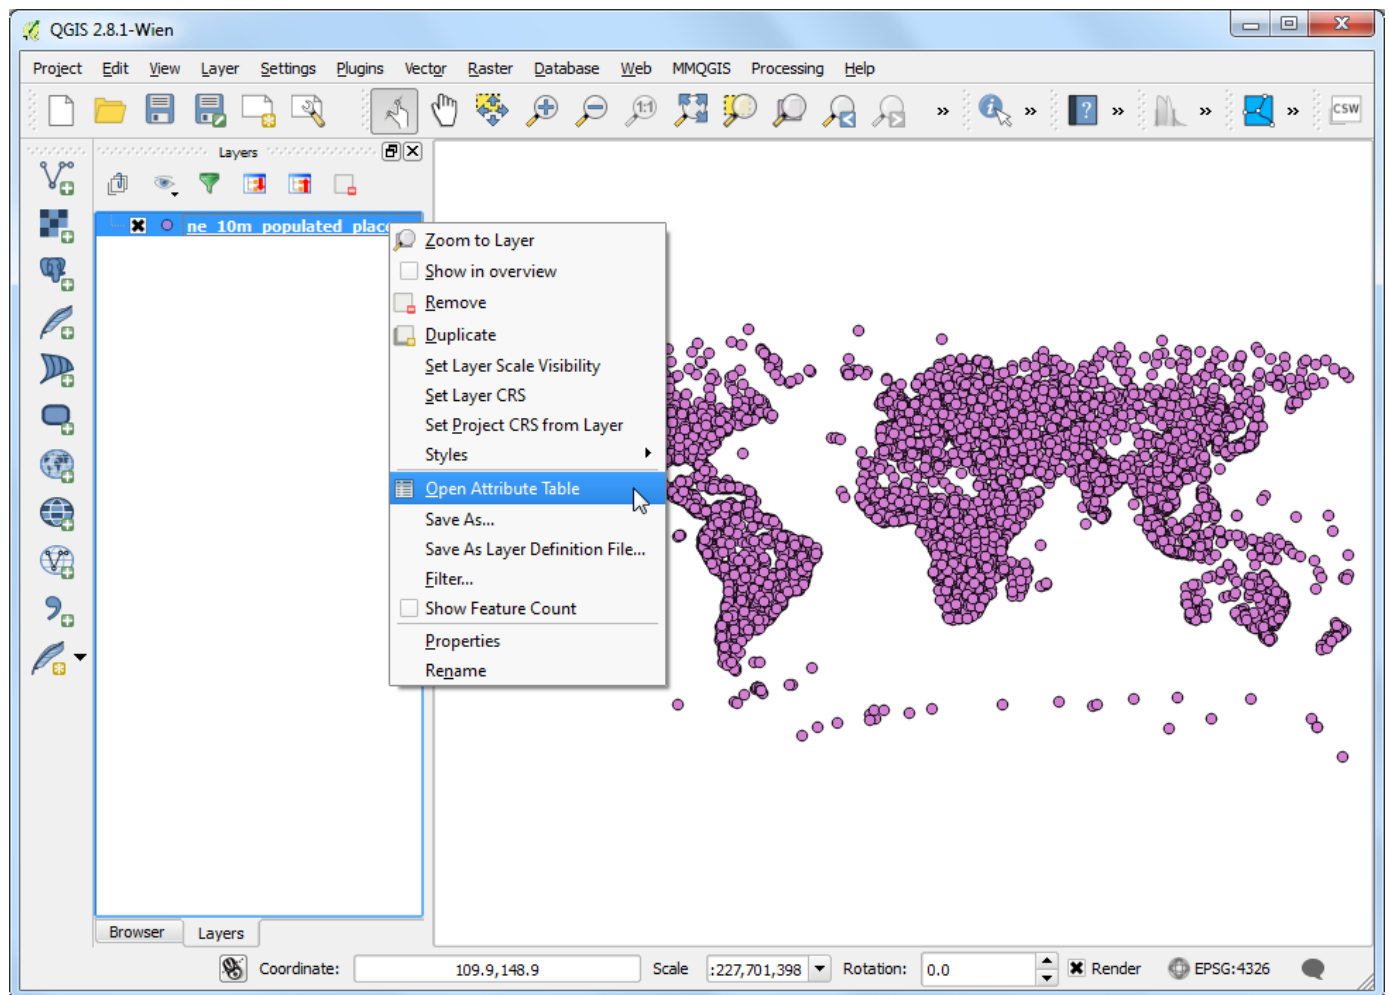 QGIS 2.8.1-Wien
Project Edit View Layer Settings Plugins Vector Raster Database Web MMQGIS Processing Help
1:1 » » ? » » » CSW
Layers
ne_10m_populated_plac
Zoom to Layer
Show in overview
Remove
Duplicate
Set Layer Scale Visibility
Set Layer CRS
Set Project CRS from Layer
Styles
Open Attribute Table
Save As...
Save As Layer Definition File...
Filter...
Show Feature Count
Properties
Rename
Browser Layers
Coordinate: 109.9,148.9 Scale :227,701,398 Rotation: 0.0 Render EPSG:4326